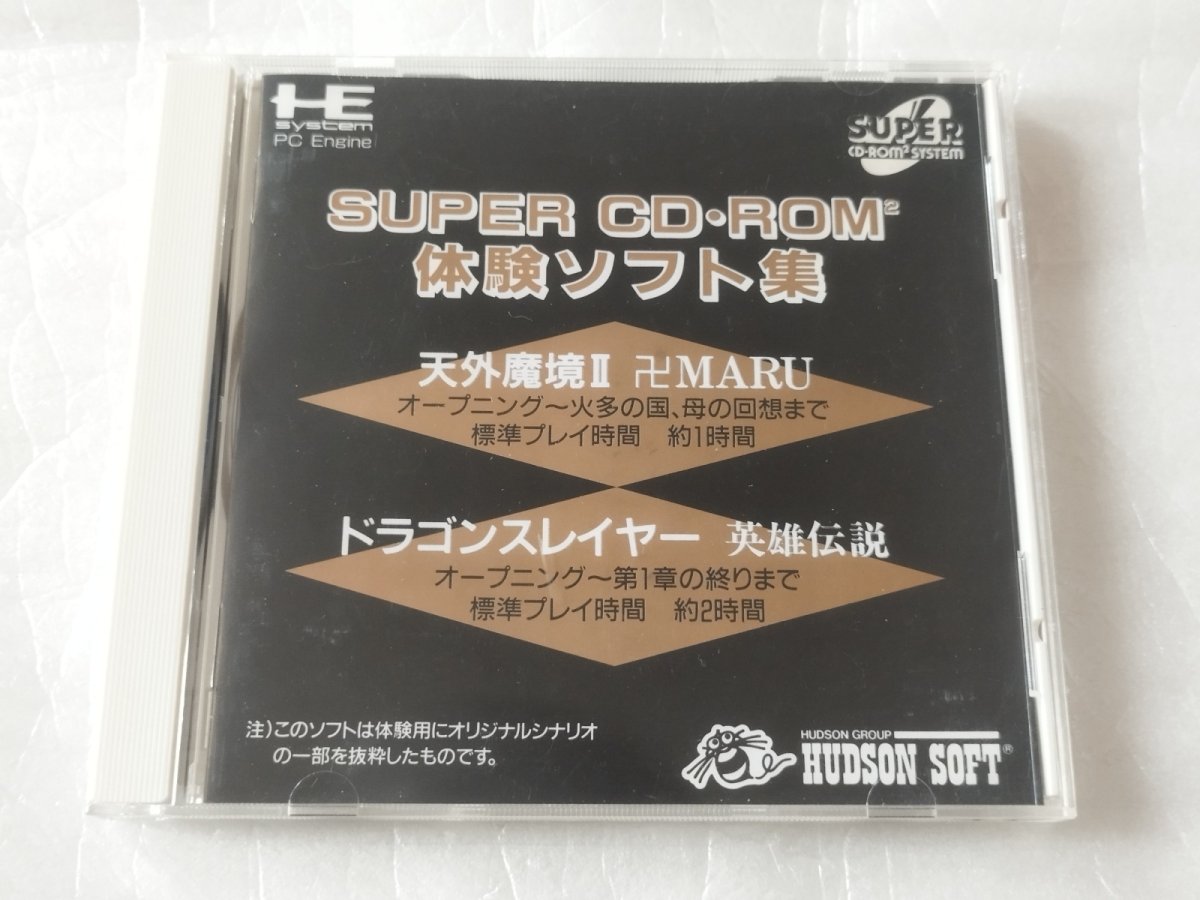 HE
system
PC Engine
SUPER
CD-ROM² SYSTEM
SUPER CD・ROM²
体験ソフト集
天外魔境Ⅱ 卍MARU
オープニング～火多の国、母の回想まで
標準プレイ時間 約1時間
ドラゴンスレイヤー 英雄伝説
オープニング～第1章の終りまで
標準プレイ時間 約2時間
注)このソフトは体験用にオリジナルシナリオ
の一部を抜粋したものです。
HUDSON GROUP
HUDSON SOFT®